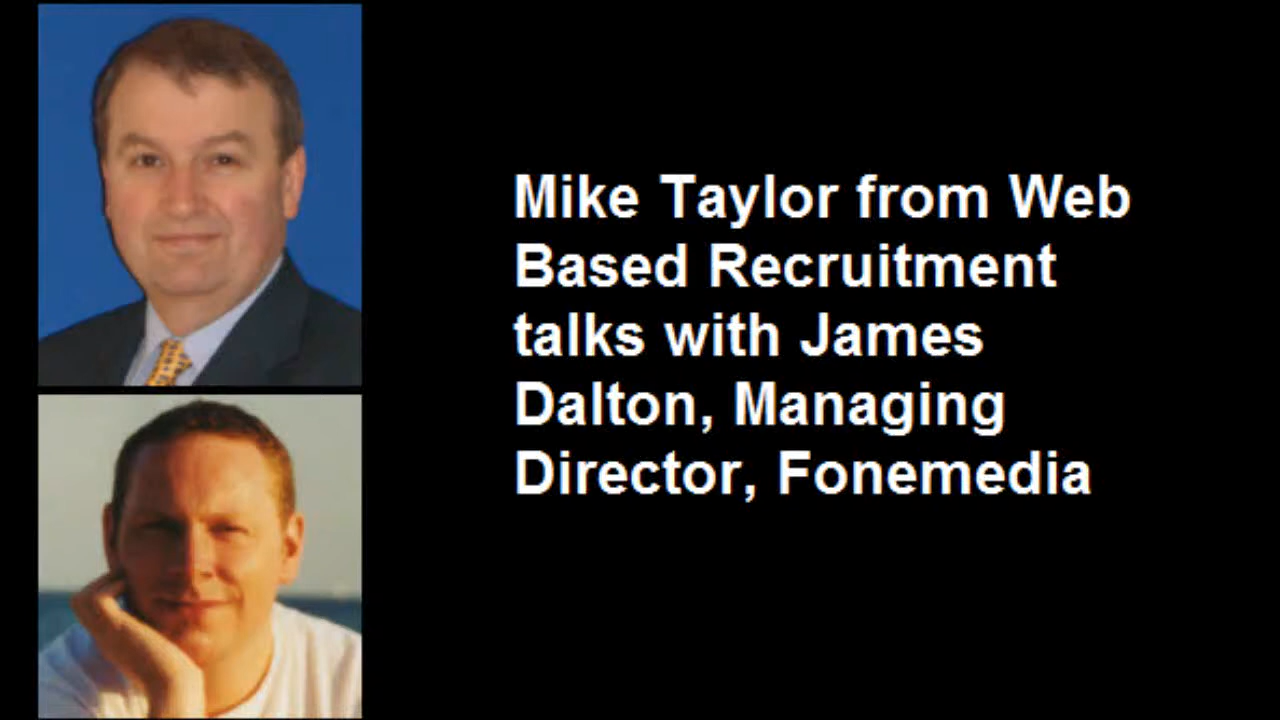 Mike Taylor from Web
Based Recruitment
talks with James
Dalton, Managing
Director, Fonemedia